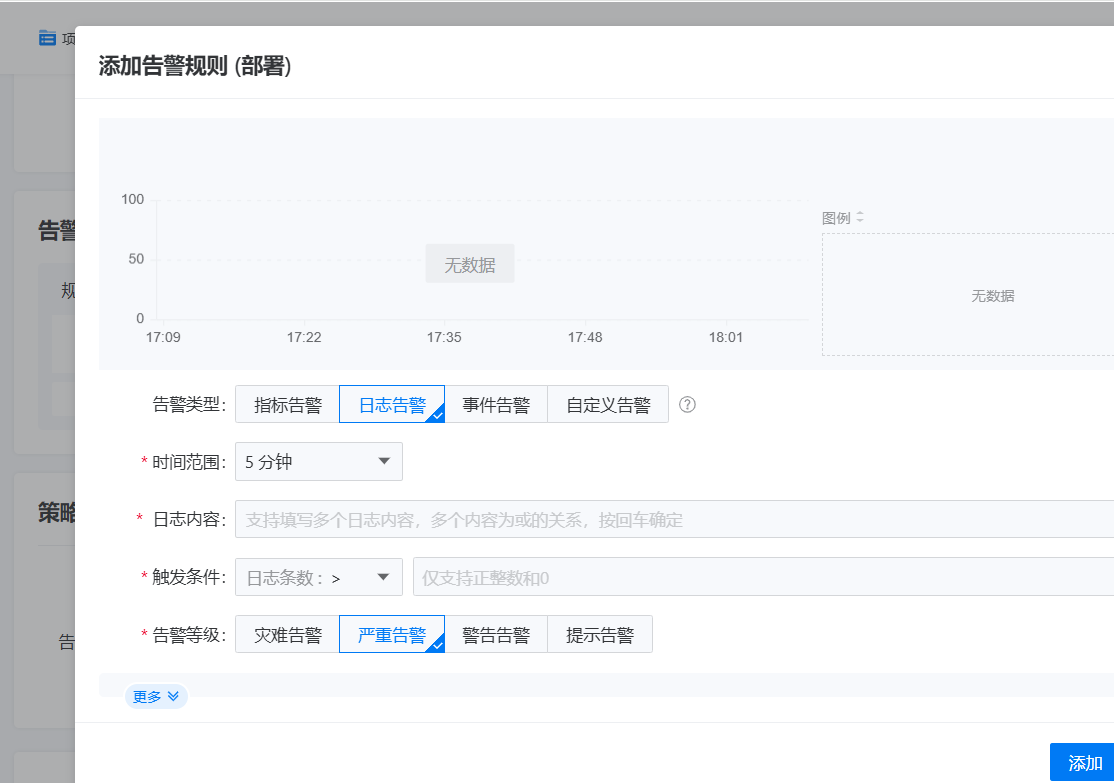 项
添加告警规则 (部署)
告警
规
策略
告
100
50
0
无数据
17:09 17:22 17:35 17:48 18:01
图例
无数据
告警类型: 指标告警 日志告警 事件告警 自定义告警 ?
* 时间范围: 5 分钟
* 日志内容: 支持填写多个日志内容，多个内容为或的关系，按回车确定
* 触发条件: 日志条数 : > 仅支持正整数和0
* 告警等级: 灾难告警 严重告警 警告告警 提示告警
更多
添加